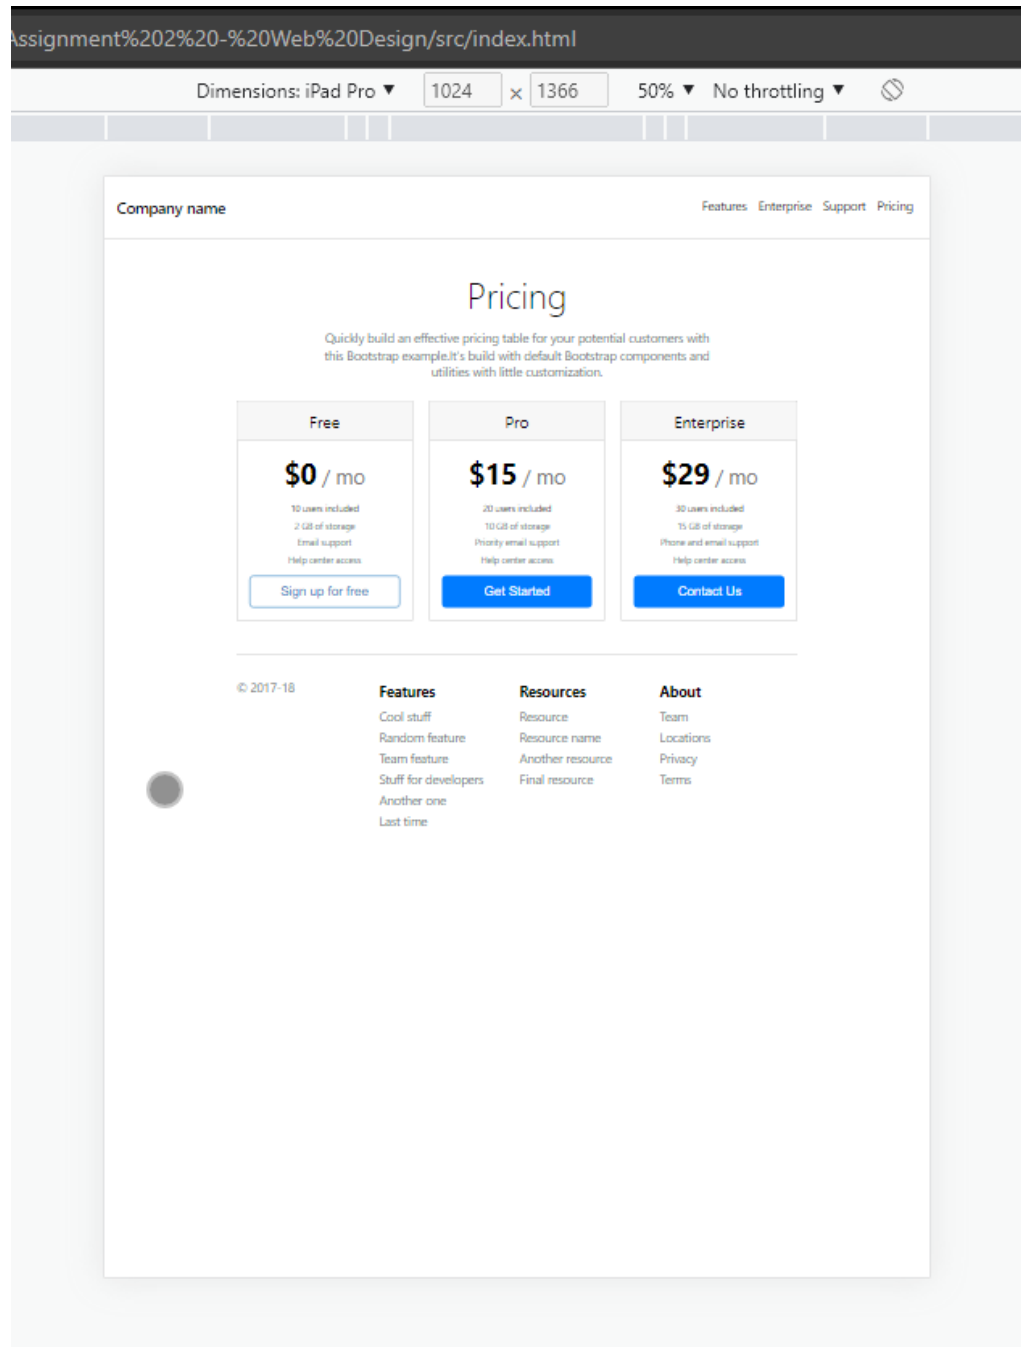 Assignment%202%20-%20Web%20Design/src/index.html
Dimensions: iPad Pro ▼ 1024 × 1366 50% ▼ No throttling ▼
Company name Features Enterprise Support Pricing
Pricing
Quickly build an effective pricing table for your potential customers with
this Bootstrap example.It's build with default Bootstrap components and
utilities with little customization.
Free
$0 / mo
10 users included
2 GB of storage
Email support
Help center access
Sign up for free
Pro
$15 / mo
20 users included
10 GB of storage
Priority email support
Help center access
Get Started
Enterprise
$29 / mo
30 users included
15 GB of storage
Phone and email support
Help center access
Contact Us
© 2017-18
Features
Cool stuff
Random feature
Team feature
Stuff for developers
Another one
Last time
Resources
Resource
Resource name
Another resource
Final resource
About
Team
Locations
Privacy
Terms